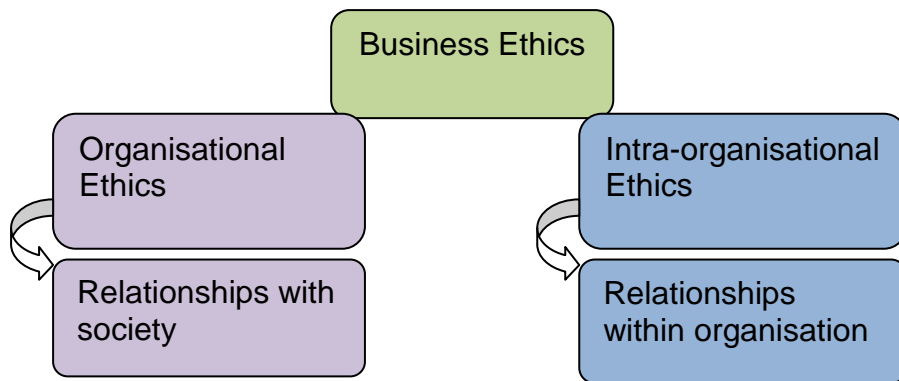 Business Ethics
Organisational
Ethics
Intra-organisational
Ethics
Relationships with
society
Relationships
within organisation